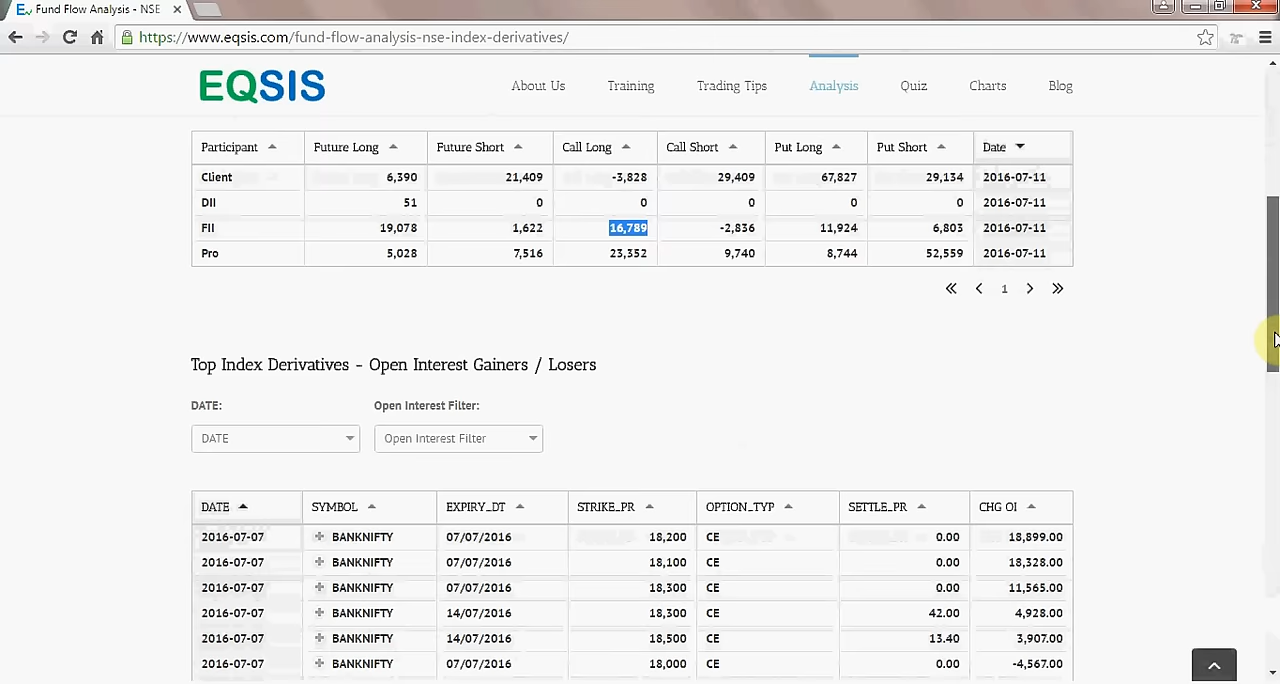 Fund Flow Analysis - NSE
https://www.eqsis.com/fund-flow-analysis-nse-index-derivatives/
EQSIS About Us Training Trading Tips Analysis Quiz Charts Blog
Participant Future Long Future Short Call Long Call Short Put Long Put Short Date
Client 6,390 21,409 -3,828 29,409 67,827 29,134 2016-07-11
DII 51 0 0 0 0 0 2016-07-11
FII 19,078 1,622 16,789 -2,836 11,924 6,803 2016-07-11
Pro 5,028 7,516 23,352 9,740 8,744 52,559 2016-07-11
1
Top Index Derivatives - Open Interest Gainers / Losers
DATE: Open Interest Filter:
DATE Open Interest Filter
DATE SYMBOL EXPIRY_DT STRIKE_PR OPTION_TYP SETTLE_PR CHG OI
2016-07-07 BANKNIFTY 07/07/2016 18,200 CE 0.00 18,899.00
2016-07-07 BANKNIFTY 07/07/2016 18,100 CE 0.00 18,328.00
2016-07-07 BANKNIFTY 07/07/2016 18,300 CE 0.00 11,565.00
2016-07-07 BANKNIFTY 14/07/2016 18,300 CE 42.00 4,928.00
2016-07-07 BANKNIFTY 14/07/2016 18,500 CE 13.40 3,907.00
2016-07-07 BANKNIFTY 07/07/2016 18,000 CE 0.00 -4,567.00